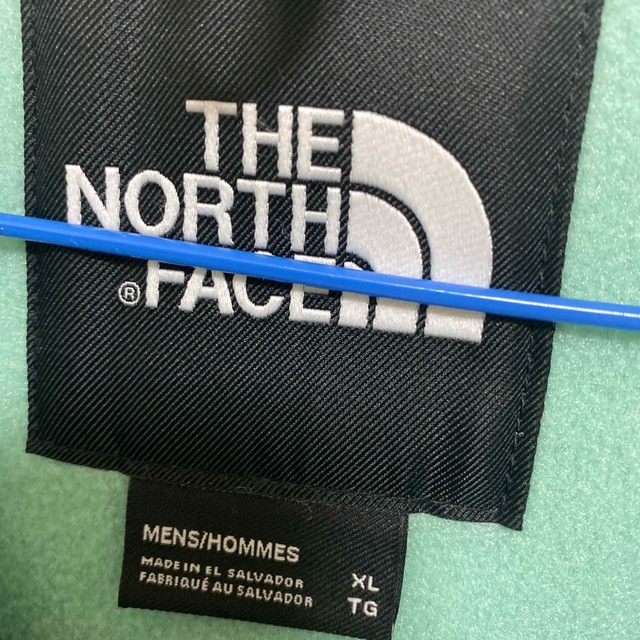 THE
NORTH
FACE
®
MENS/HOMMES
MADE IN EL SALVADOR
FABRIQUÉ AU SALVADOR
XL
TG